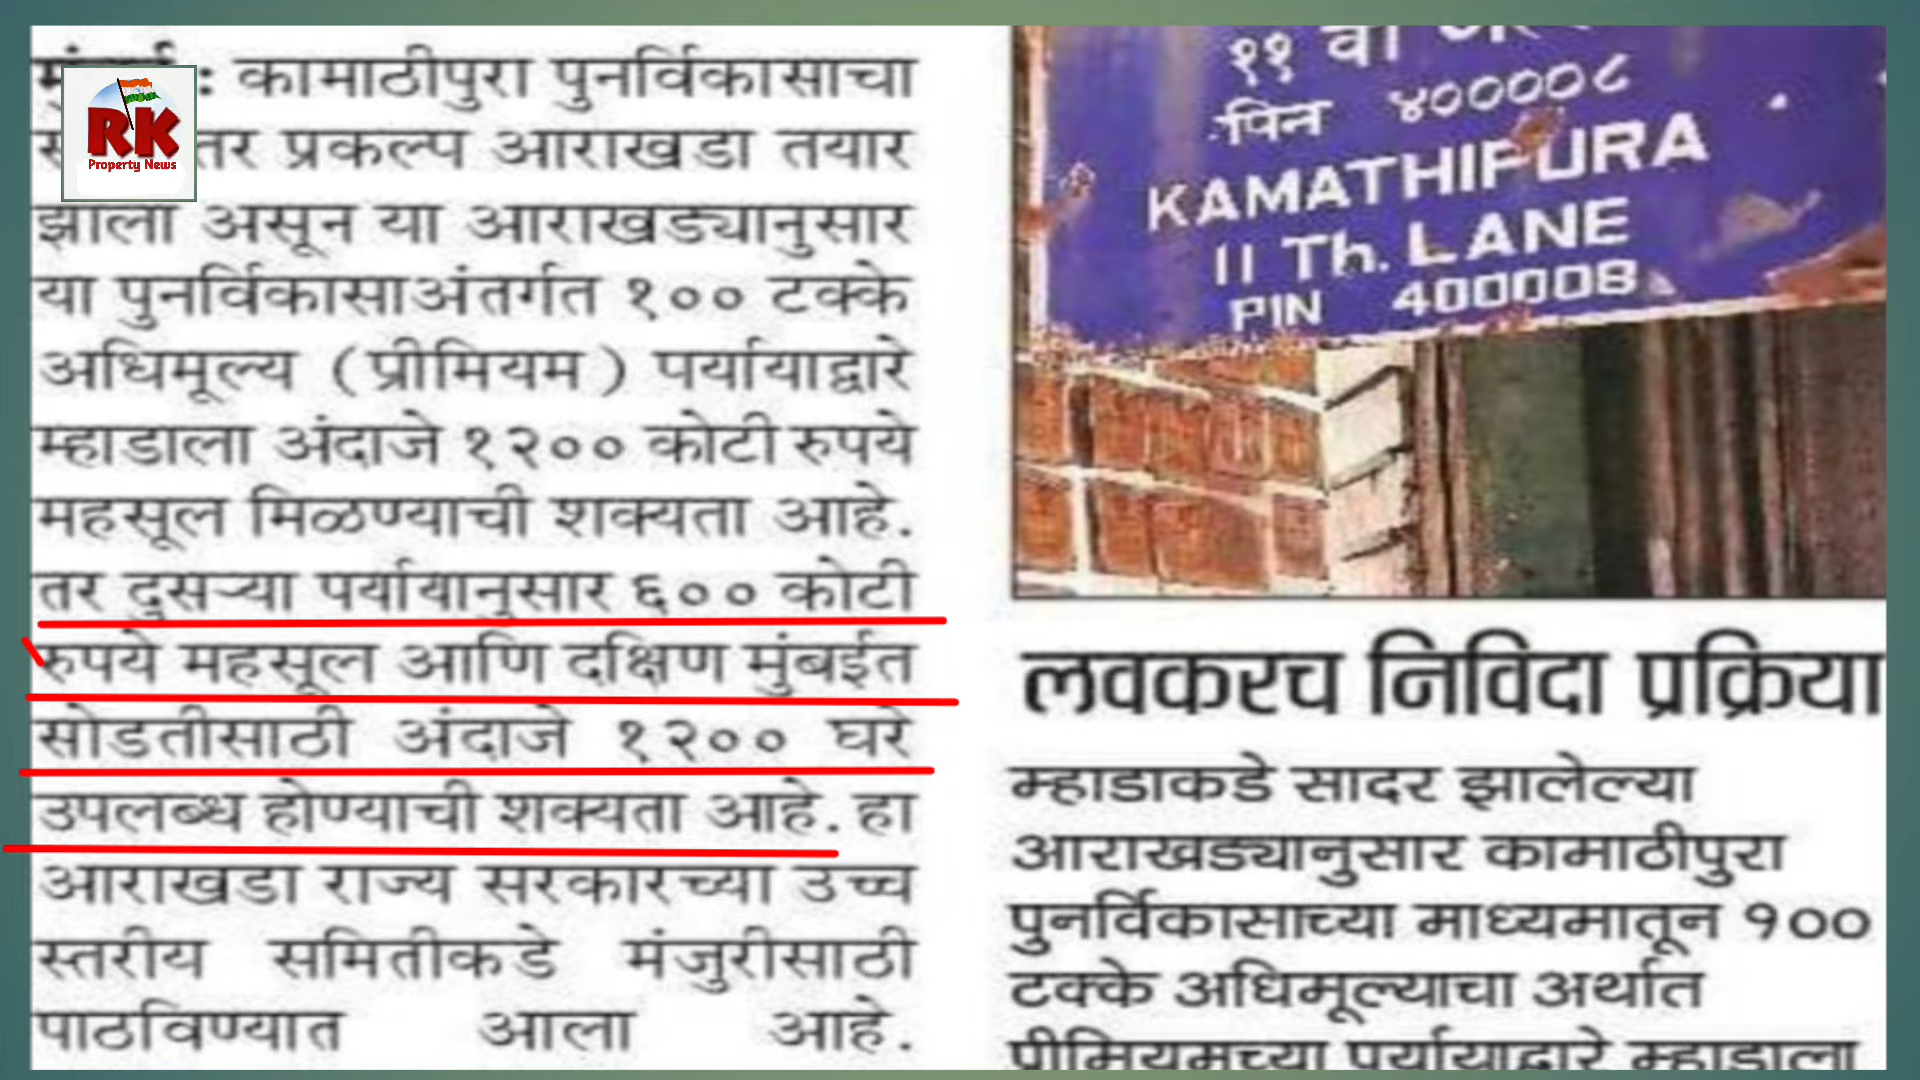 कामाठीपुरा पुनर्विकासाचा
RK
Property News
प्रकल्प आराखडा तयार
झाला असून या आराखड्यानुसार
या पुनर्विकासाअंतर्गत १०० टक्के
अधिमूल्य (प्रीमियम) पर्यायाद्वारे
म्हाडाला अंदाजे १२०० कोटी रुपये
महसूल मिळण्याची शक्यता आहे.
तर दुसऱ्या पर्यायानुसार ६०० कोटी
रुपये महसूल आणि दक्षिण मुंबईत
सोडतीसाठी अंदाजे १२०० घरे
उपलब्ध होण्याची शक्यता आहे. हा
आराखडा राज्य सरकारच्या उच्च
स्तरीय समितीकडे मंजुरीसाठी
पाठविण्यात आला आहे.
११ वी
पिन ४००००८
KAMATHIPURA
11 Th. LANE
PIN 400008
लवकरच निविदा प्रक्रिया
म्हाडाकडे सादर झालेल्या
आराखड्यानुसार कामाठीपुरा
पुनर्विकासाच्या माध्यमातून १००
टक्के अधिमूल्याचा अर्थात
प्रीमियमच्या पर्यायाद्वारे म्हाडाला